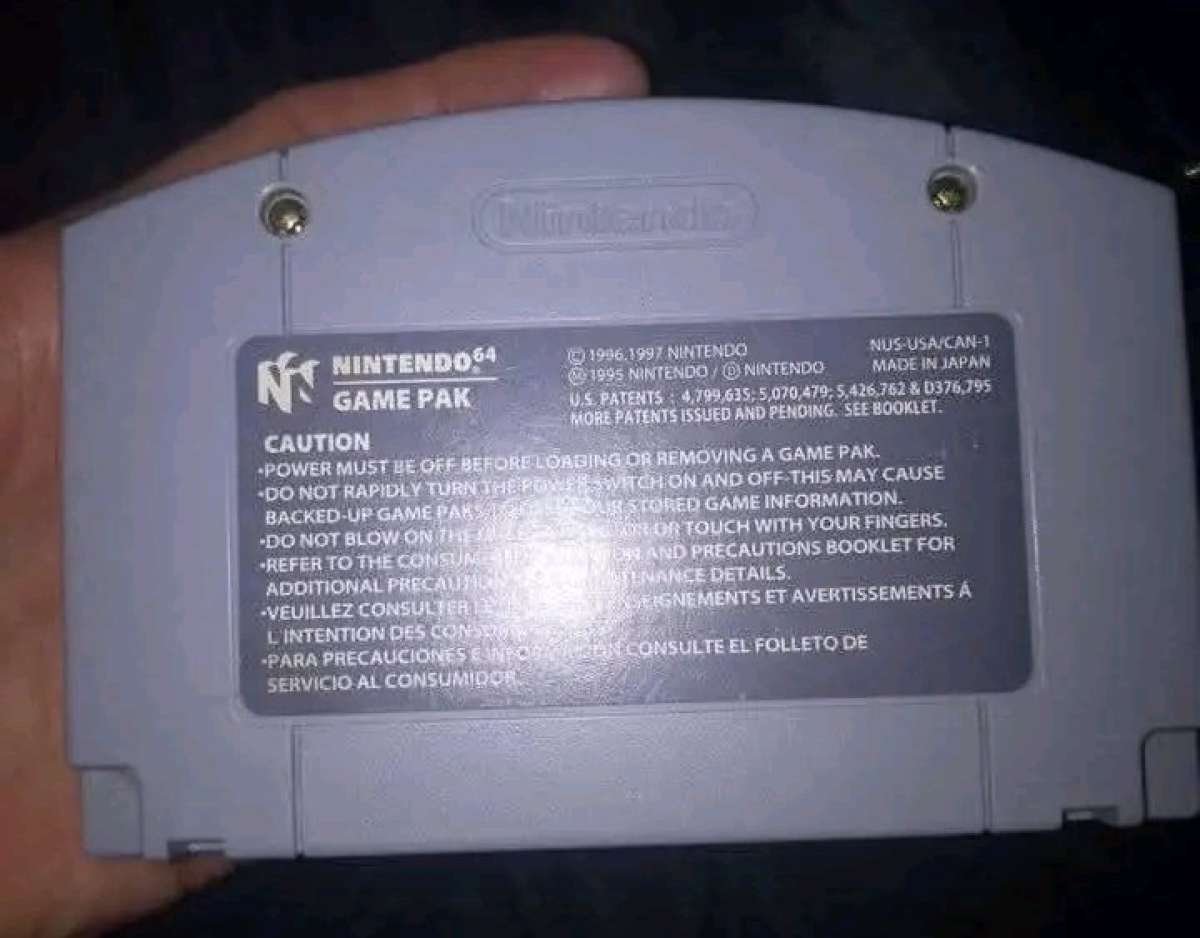 Nintendo
NINTENDO64
GAME PAK
© 1996,1997 NINTENDO
Ⓜ 1995 NINTENDO / Ⓓ NINTENDO
NUS-USA/CAN-1
MADE IN JAPAN
U.S. PATENTS : 4,799,635; 5,070,479; 5,426,762 & D376,795
MORE PATENTS ISSUED AND PENDING. SEE BOOKLET.
CAUTION
•POWER MUST BE OFF BEFORE LOADING OR REMOVING A GAME PAK.
•DO NOT RAPIDLY TURN THE POWER SWITCH ON AND OFF-THIS MAY CAUSE
BACKED-UP GAME PAKS STORED GAME INFORMATION.
•DO NOT BLOW ON THE OR TOUCH WITH YOUR FINGERS.
•REFER TO THE AND PRECAUTIONS BOOKLET FOR
ADDITIONAL DETAILS.
•VEUILLEZ CONSULTER ET AVERTISSEMENTS Á
L'INTENTION DES
•PARA PRECAUCIONES E CONSULTE EL FOLLETO DE
SERVICIO AL CONSUMIDOR.